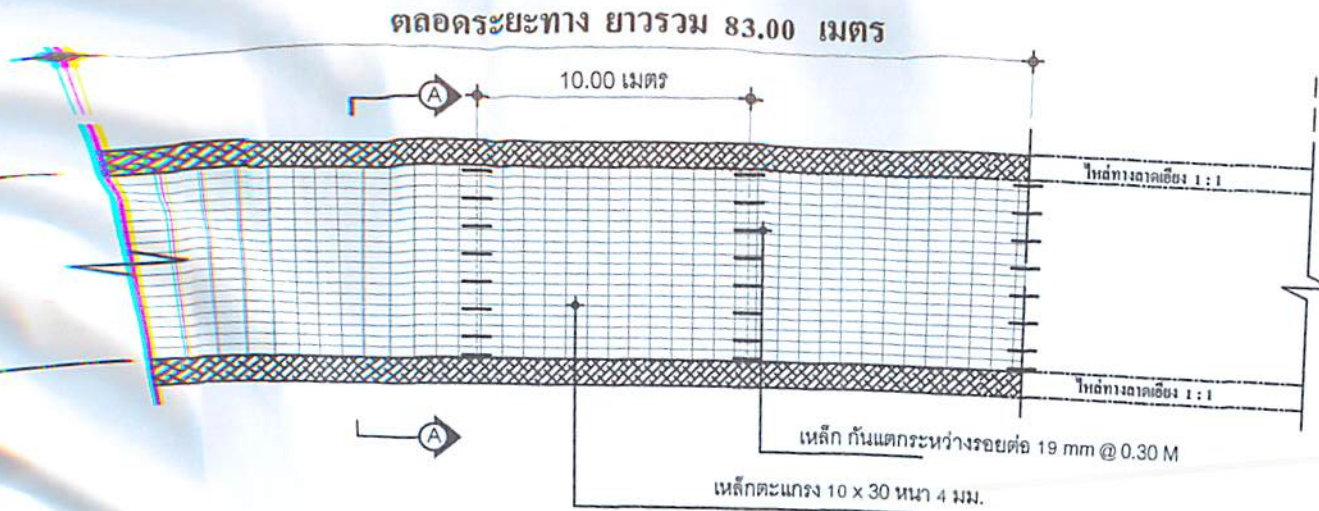 ตลอดระยะทาง ยาวรวม 83.00 เมตร
A
10.00 เมตร
ไหล่ทางลาดเอียง 1 : 1
ไหล่ทางลาดเอียง 1 : 1
A
เหล็ก กันแตกระหว่างรอยต่อ 19 mm @ 0.30 M
เหล็กตะแกรง 10 x 30 หนา 4 มม.